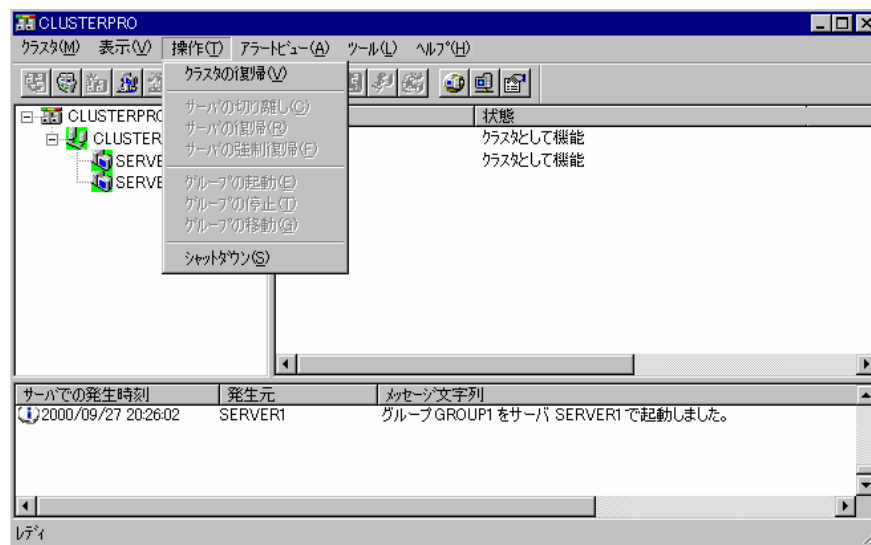 CLUSTERPRO
クラスタ(M) 表示(V) 操作(T) アラートビュー(A) ツール(L) ヘルプ(H)
クラスタの復帰(V)
サーバの切り離し(C)
サーバの復帰(R)
サーバの強制復帰(F)
グループの起動(E)
グループの停止(T)
グループの移動(G)
シャットダウン(S)
CLUSTERPRO
CLUSTER
SERVE
SERVE
状態
クラスタとして機能
クラスタとして機能
サーバでの発生時刻 発生元 メッセージ文字列
2000/09/27 20:26:02 SERVER1 グループ GROUP1 をサーバ SERVER1 で起動しました。
レディ